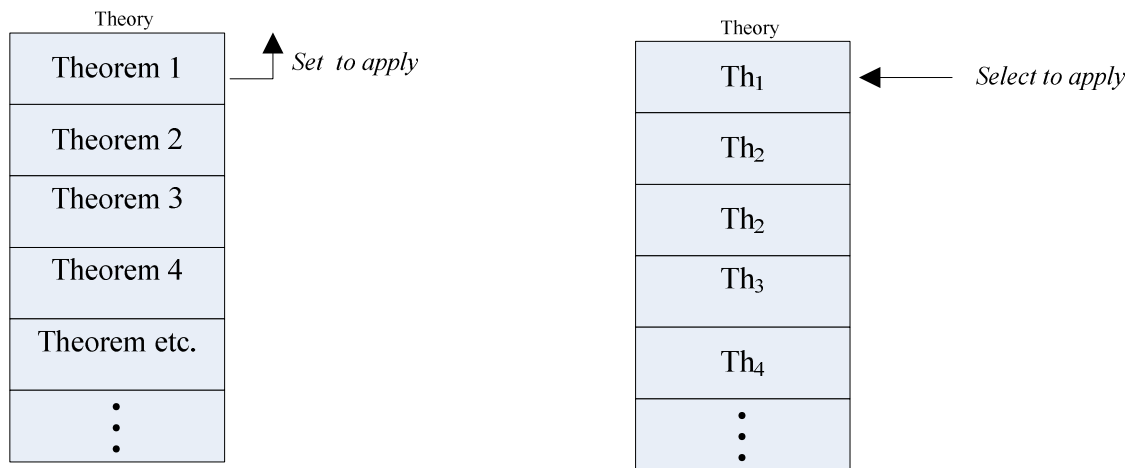 Theory
Theorem 1
Set to apply
Theorem 2
Theorem 3
Theorem 4
Theorem etc.
Theory
Th₁
Select to apply
Th₂
Th₂
Th₃
Th₄